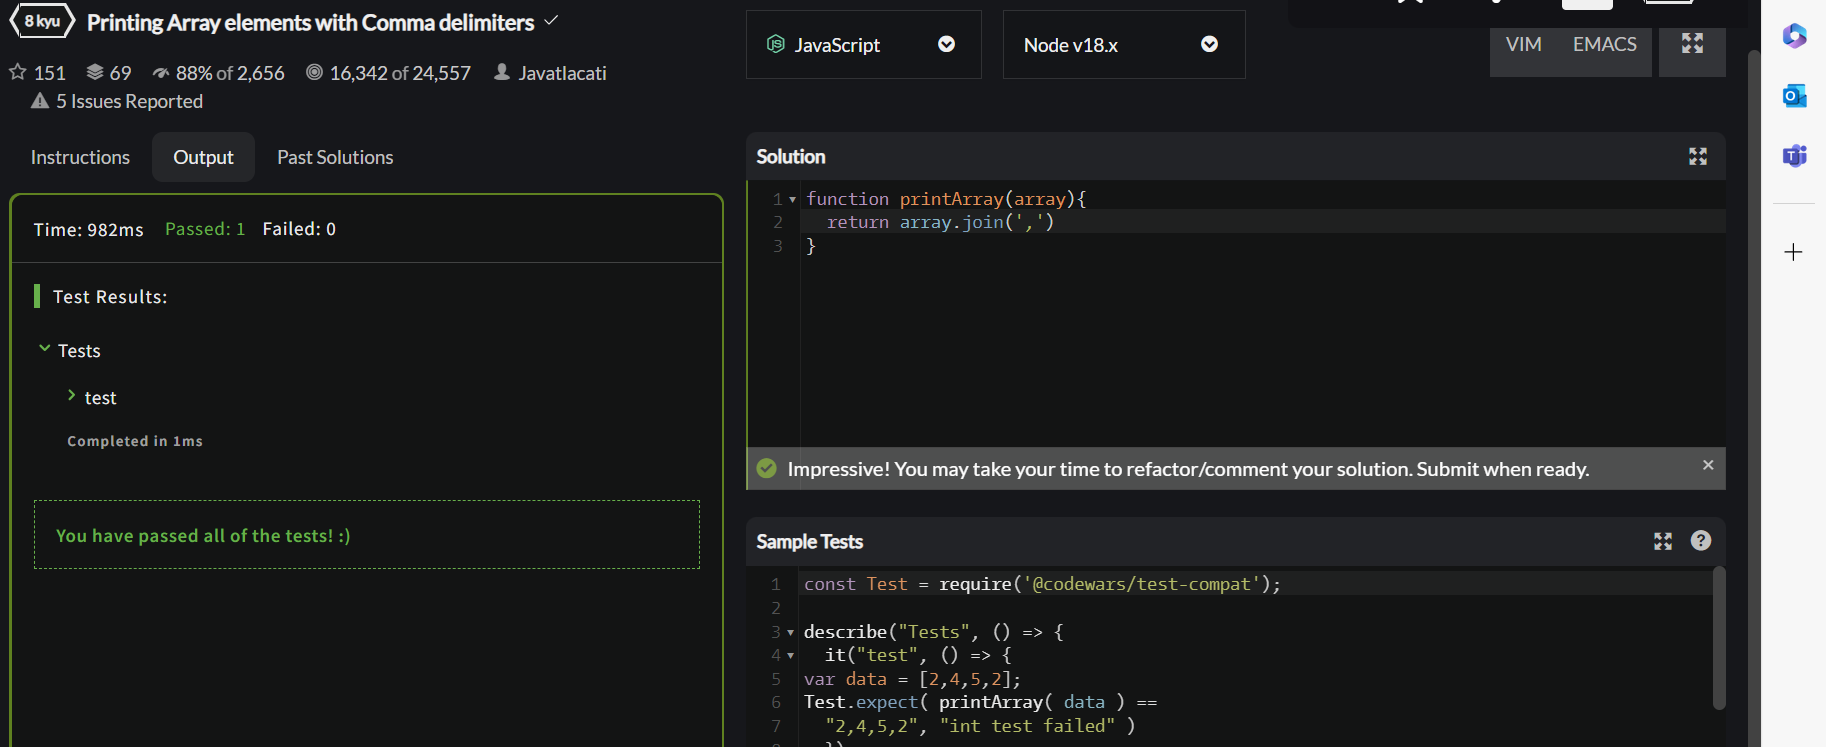 8 kyu Printing Array elements with Comma delimiters
151 69 88% of 2,656 16,342 of 24,557 Javatlacati
5 Issues Reported
Instructions Output Past Solutions
Time: 982ms Passed: 1 Failed: 0
Test Results:
Tests
test
Completed in 1ms
You have passed all of the tests! :)
JavaScript Node v18.x VIM EMACS
Solution
1 function printArray(array){
2 return array.join(',')
3 }
Impressive! You may take your time to refactor/comment your solution. Submit when ready.
Sample Tests
1 const Test = require('@codewars/test-compat');
2
3 describe("Tests", () => {
4 it("test", () => {
5 var data = [2,4,5,2];
6 Test.expect( printArray( data ) ==
7 "2,4,5,2", "int test failed" )
})